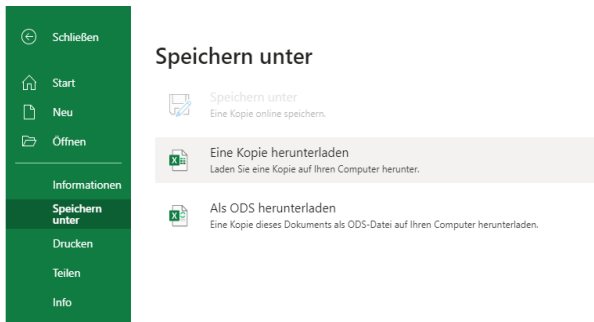 Schließen
Start
Neu
Öffnen
Informationen
Speichern
unter
Drucken
Teilen
Info
Speichern unter
Speichern unter
Eine Kopie online speichern.
Eine Kopie herunterladen
Laden Sie eine Kopie auf Ihren Computer herunter.
Als ODS herunterladen
Eine Kopie dieses Dokuments als ODS-Datei auf Ihren Computer herunterladen.